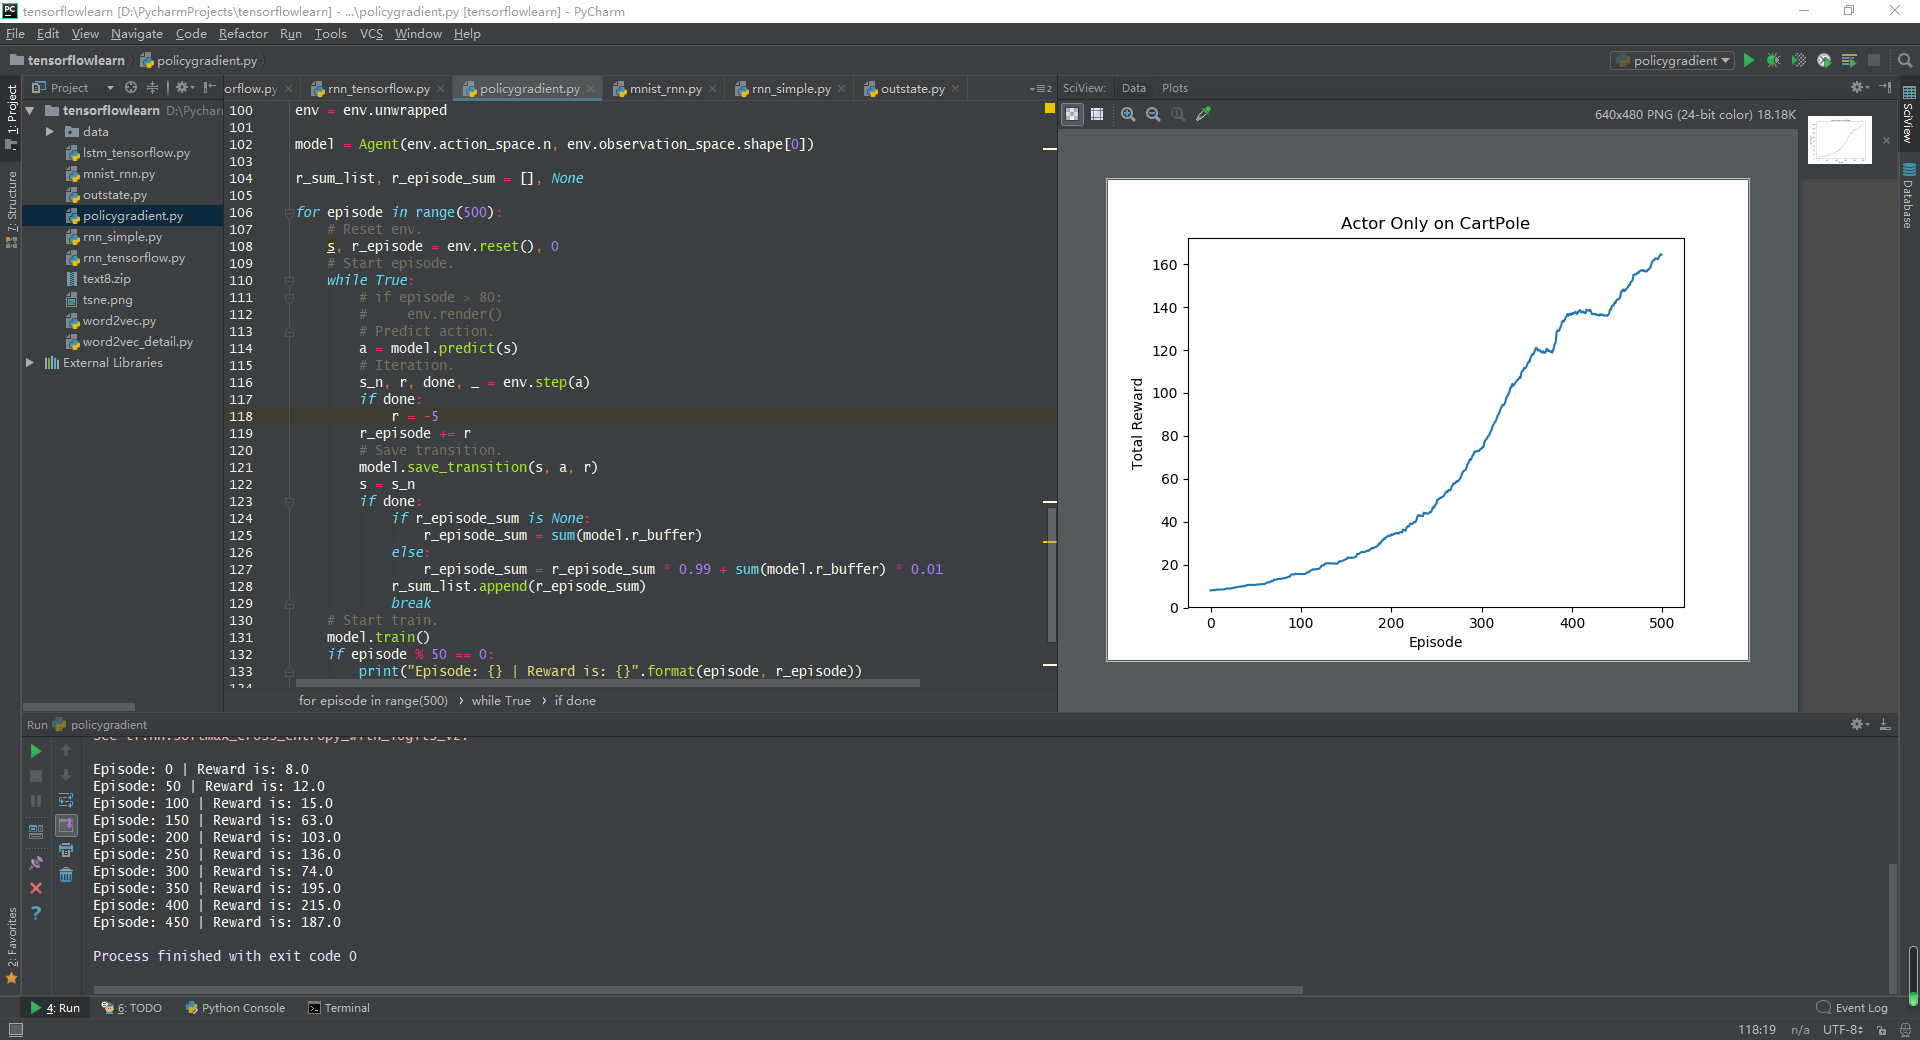 tensorflowlearn [D:\PycharmProjects\tensorflowlearn] - ...\policygradient.py [tensorflowlearn] - PyCharm
File Edit View Navigate Code Refactor Run Tools VCS Window Help
tensorflowlearn policygradient.py
policygradient
1: Project
7: Structure
2: Favorites
Project
tensorflowlearn D:\Pychar
data
lstm_tensorflow.py
mnist_rnn.py
outstate.py
policygradient.py
rnn_simple.py
rnn_tensorflow.py
text8.zip
tsne.png
word2vec.py
word2vec_detail.py
External Libraries
orflow.py rnn_tensorflow.py policygradient.py mnist_rnn.py rnn_simple.py outstate.py
2
100 env = env.unwrapped
101
102 model = Agent(env.action_space.n, env.observation_space.shape[0])
103
104 r_sum_list, r_episode_sum = [], None
105
106 for episode in range(500):
107 # Reset env.
108 s, r_episode = env.reset(), 0
109 # Start episode.
110 while True:
111 # if episode > 80:
112 #     env.render()
113 # Predict action.
114 a = model.predict(s)
115 # Iteration.
116 s_n, r, done, _ = env.step(a)
117 if done:
118 r = -5
119 r_episode += r
120 # Save transition.
121 model.save_transition(s, a, r)
122 s = s_n
123 if done:
124 if r_episode_sum is None:
125 r_episode_sum = sum(model.r_buffer)
126 else:
127 r_episode_sum = r_episode_sum * 0.99 + sum(model.r_buffer) * 0.01
128 r_sum_list.append(r_episode_sum)
129 break
130 # Start train.
131 model.train()
132 if episode % 50 == 0:
133 print("Episode: {} | Reward is: {}".format(episode, r_episode))
for episode in range(500) › while True › if done
SciView: Data Plots
640x480 PNG (24-bit color) 18.18K
Actor Only on CartPole
160
140
120
100
80
60
40
20
0
Total Reward
0 100 200 300 400 500
Episode
SciView
Database
Run policygradient
See tf.nn.softmax_cross_entropy_with_logits_v2.
Episode: 0 | Reward is: 8.0
Episode: 50 | Reward is: 12.0
Episode: 100 | Reward is: 15.0
Episode: 150 | Reward is: 63.0
Episode: 200 | Reward is: 103.0
Episode: 250 | Reward is: 136.0
Episode: 300 | Reward is: 74.0
Episode: 350 | Reward is: 195.0
Episode: 400 | Reward is: 215.0
Episode: 450 | Reward is: 187.0
Process finished with exit code 0
4: Run 6: TODO Python Console Terminal Event Log
118:19 n/a UTF-8